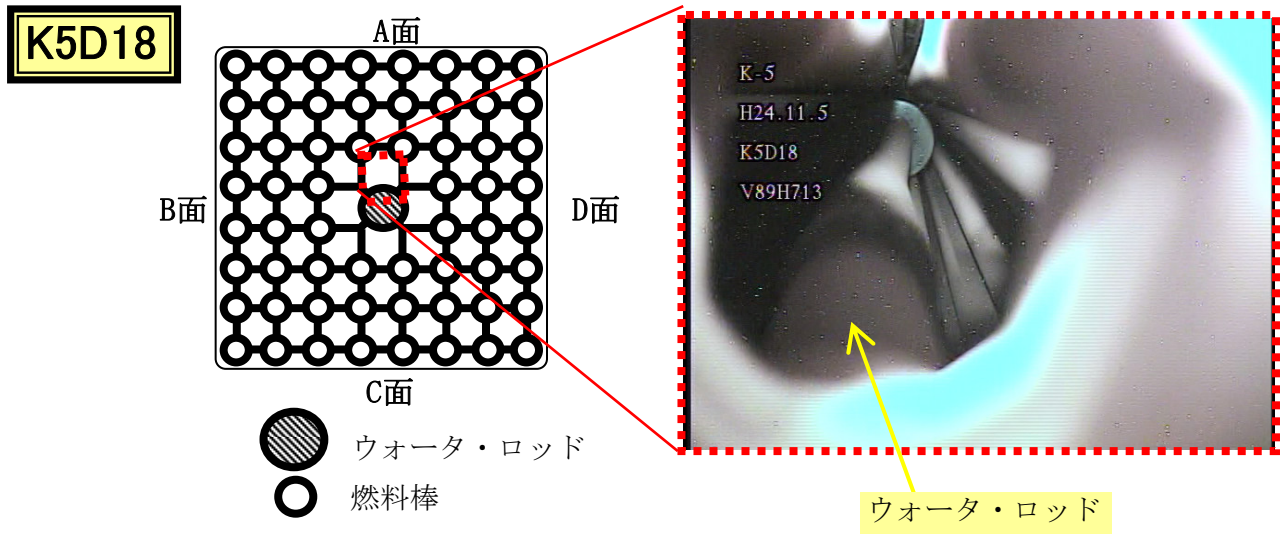 K5D18
A面
B面
D面
C面
ウォータ・ロッド
燃料棒
K-5
H24.11.5
K5D18
V89H713
ウォータ・ロッド